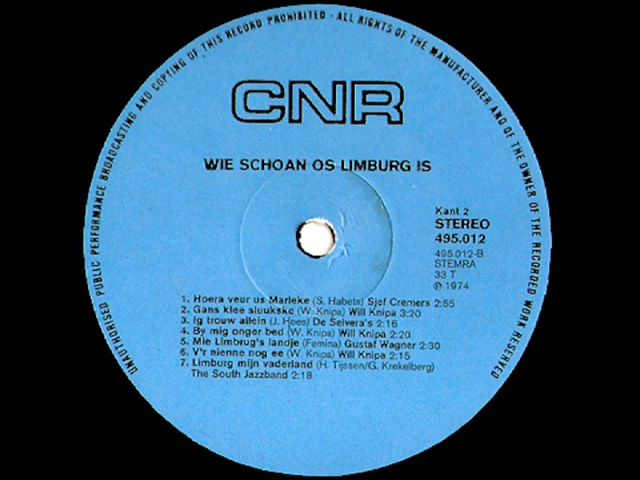 UNAUTHORISED PUBLIC PERFORMANCE BROADCASTING AND COPYING OF THIS RECORD PROHIBITED · ALL RIGHTS OF THE MANUFACTURER AND OF THE OWNER OF THE RECORDED WORK RESERVED
CNR
WIE SCHOAN OS LIMBURG IS
Kant 2
STEREO
495.012
495.012-B
STEMRA
33 T
℗ 1974
1. Hoera veur us Marieke (S. Habets) Sjef Cremers 2:55
2. Gans klee sluukske (W. Knipa) Will Knipa 3:20
3. Ig trouw allein (J. Hoes) De Selvera's 2:16
4. By mig onger bed (W. Knipa) Will Knipa 2:20
5. Mie Limbrug's landje (Femina) Gustaf Wagner 2:30
6. V'r nienne nog ee (W. Knipa) Will Knipa 2:15
7. Limburg mijn vaderland (H. Tijssen/G. Krekelberg)
The South Jazzband 2:18